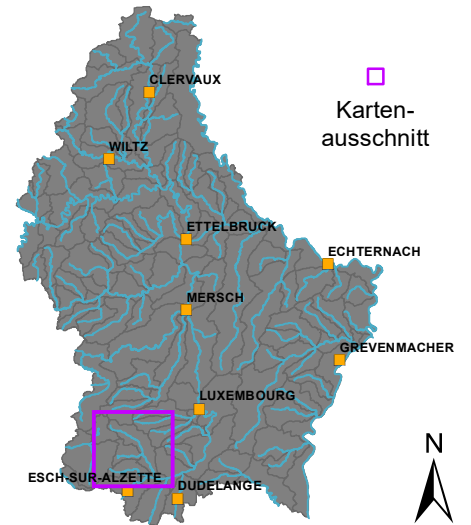 CLERVAUX
Karten-
ausschnitt
WILTZ
ETTELBRUCK
ECHTERNACH
MERSCH
GREVENMACHER
LUXEMBOURG
N
ESCH-SUR-ALZETTE
DUDELANGE